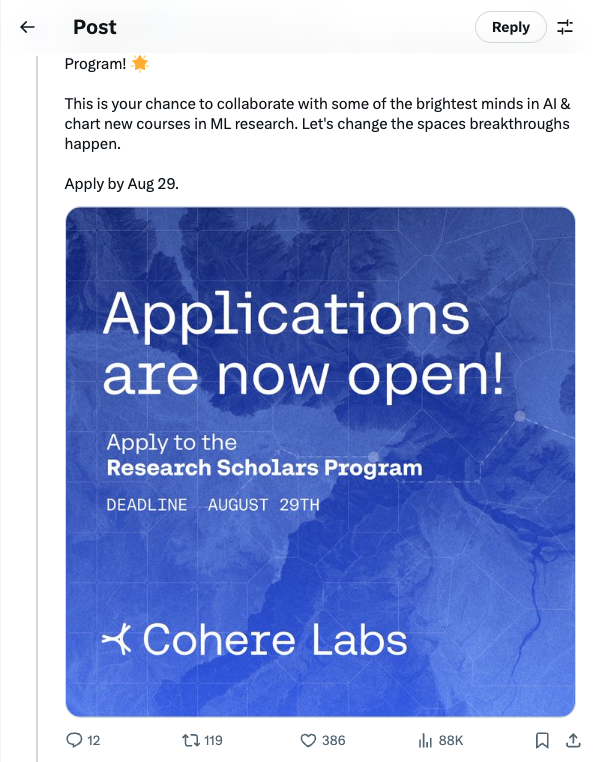 Post
Reply
Program! 🌟
This is your chance to collaborate with some of the brightest minds in AI &
chart new courses in ML research. Let's change the spaces breakthroughs
happen.
Apply by Aug 29.
Applications
are now open!
Apply to the
Research Scholars Program
DEADLINE AUGUST 29TH
Cohere Labs
12 119 386 88K